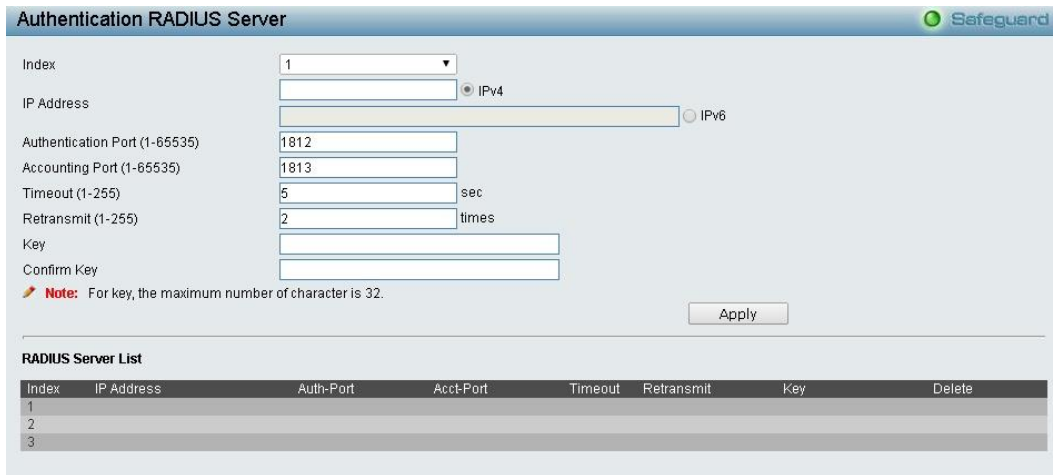 Authentication RADIUS Server
Safeguard
Index 1
IP Address IPv4
IPv6
Authentication Port (1-65535) 1812
Accounting Port (1-65535) 1813
Timeout (1-255) 5 sec
Retransmit (1-255) 2 times
Key
Confirm Key
Note: For key, the maximum number of character is 32.
Apply
RADIUS Server List
Index IP Address Auth-Port Acct-Port Timeout Retransmit Key Delete
1
2
3